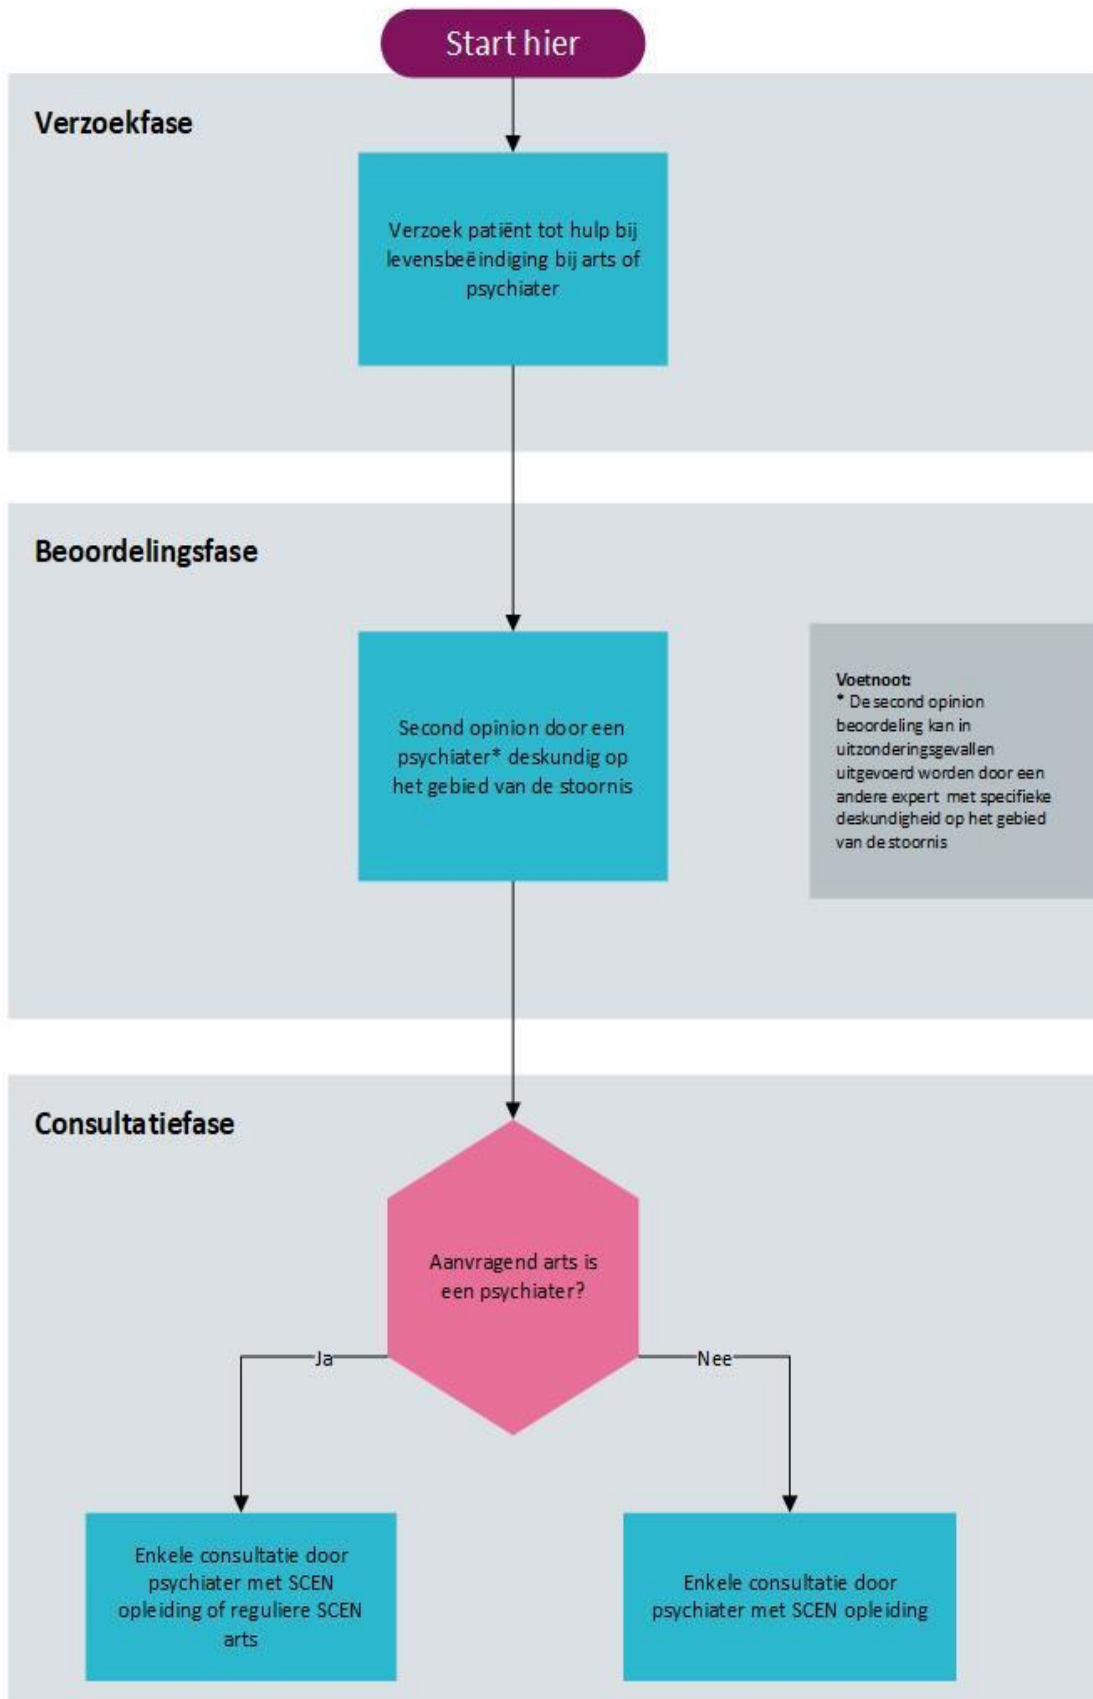 Start hier
Verzoekfase
Verzoek patiënt tot hulp bij
levensbeëindiging bij arts of
psychiater
Beoordelingsfase
Second opinion door een
psychiater* deskundig op
het gebied van de stoornis
Voetnoot:
* De second opinion
beoordeling kan in
uitzonderingsgevallen
uitgevoerd worden door een
andere expert met specifieke
deskundigheid op het gebied
van de stoornis
Consultatiefase
Aanvragend arts is
een psychiater?
Ja
Nee
Enkele consultatie door
psychiater met SCEN
opleiding of reguliere SCEN
arts
Enkele consultatie door
psychiater met SCEN opleiding